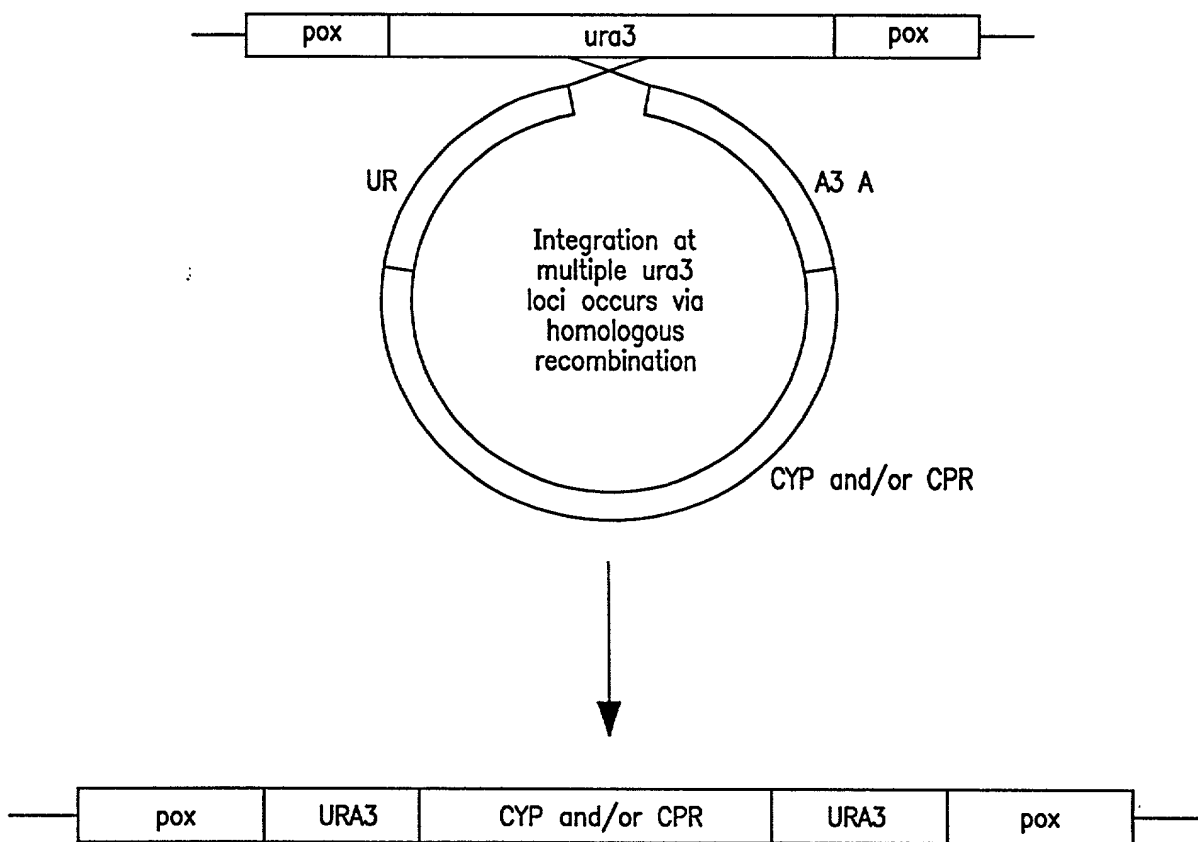 pox ura3 pox
UR
A3 A
Integration at
multiple ura3
loci occurs via
homologous
recombination
CYP and/or CPR
pox URA3 CYP and/or CPR URA3 pox